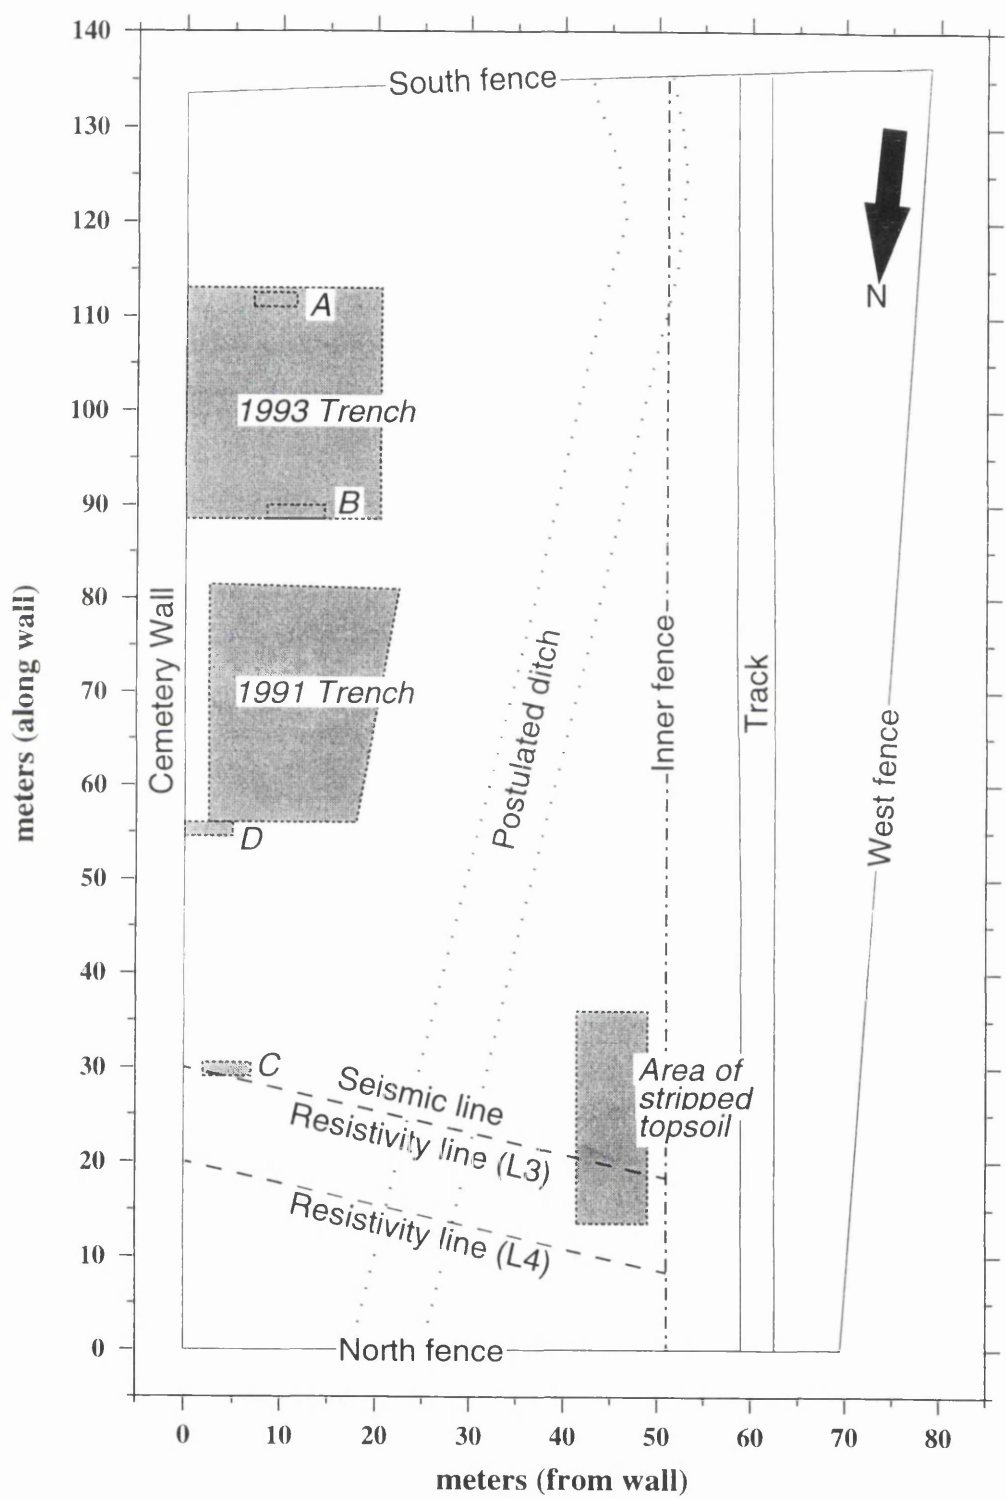 140
South fence
130
120
N
A
110
1993 Trench
100
B
90
80
Cemetery Wall
1991 Trench
70
Postulated ditch
Inner fence
Track
West fence
meters (along wall)
60
D
50
40
30
C
Seismic line
Area of
stripped
topsoil
Resistivity line (L3)
20
Resistivity line (L4)
10
0
North fence
0 10 20 30 40 50 60 70 80
meters (from wall)